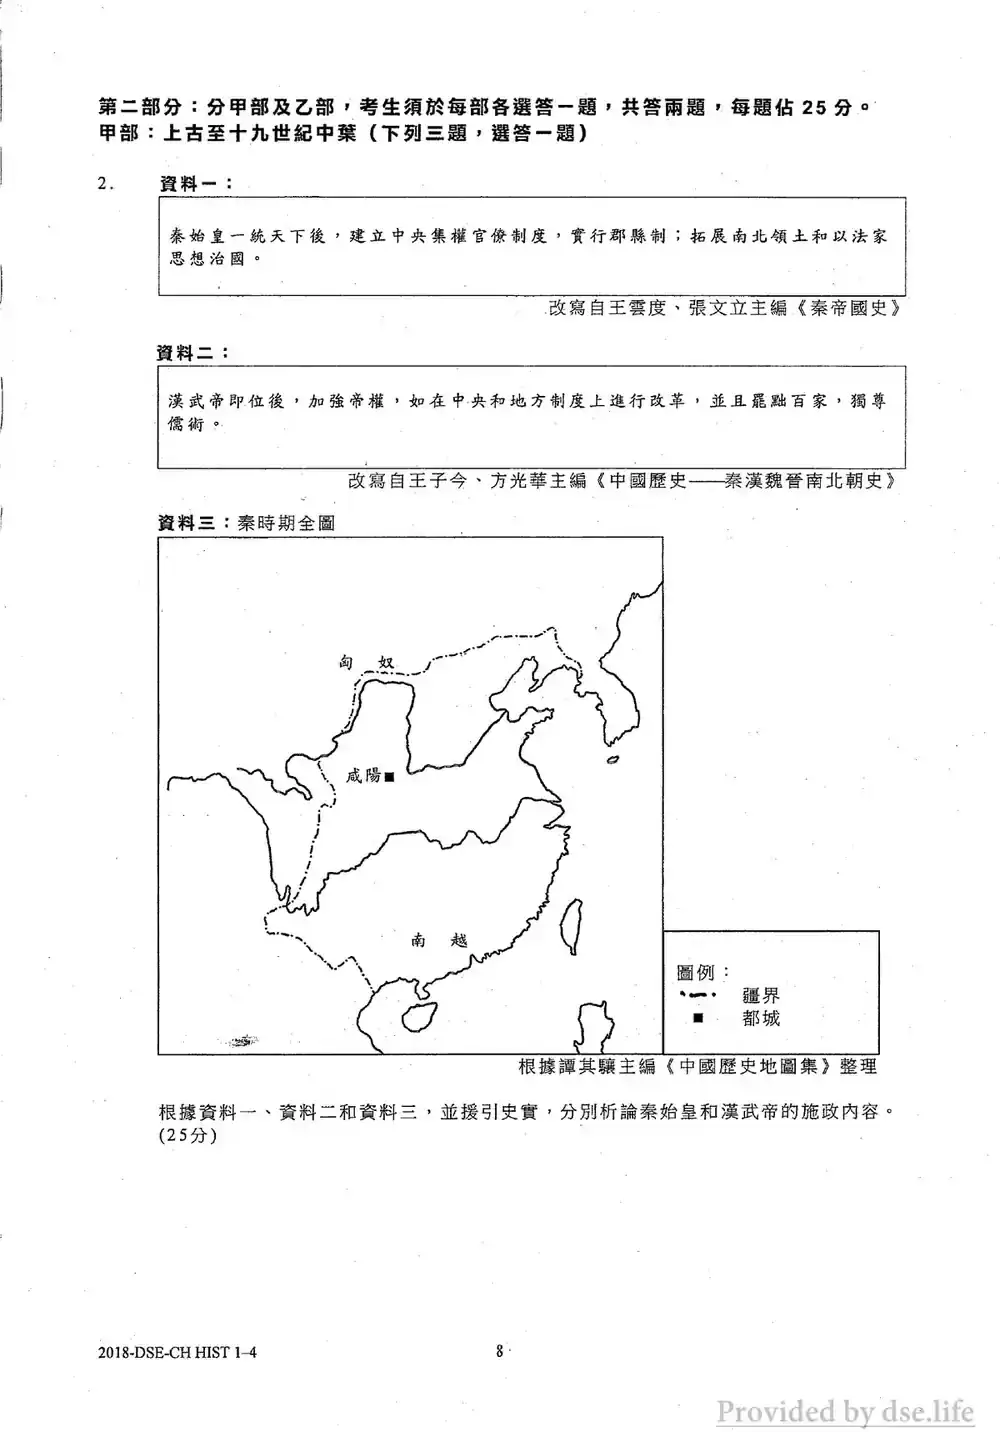 第二部分：分甲部及乙部，考生須於每部各選答一題，共答兩題，每題佔 25 分。
甲部：上古至十九世紀中葉（下列三題，選答一題）
2. 資料一：
秦始皇一統天下後，建立中央集權官僚制度，實行郡縣制；拓展南北領土和以法家
思想治國。
改寫自王雲度、張文立主編《秦帝國史》
資料二：
漢武帝即位後，加強帝權，如在中央和地方制度上進行改革，並且罷黜百家，獨尊
儒術。
改寫自王子今、方光華主編《中國歷史——秦漢魏晉南北朝史》
資料三：秦時期全圖
匈 奴
咸陽
南 越
圖例：
疆界
都城
根據譚其驤主編《中國歷史地圖集》整理
根據資料一、資料二和資料三，並援引史實，分別析論秦始皇和漢武帝的施政內容。
(25分)
2018-DSE-CH HIST 1–4
8
Provided by dse.life